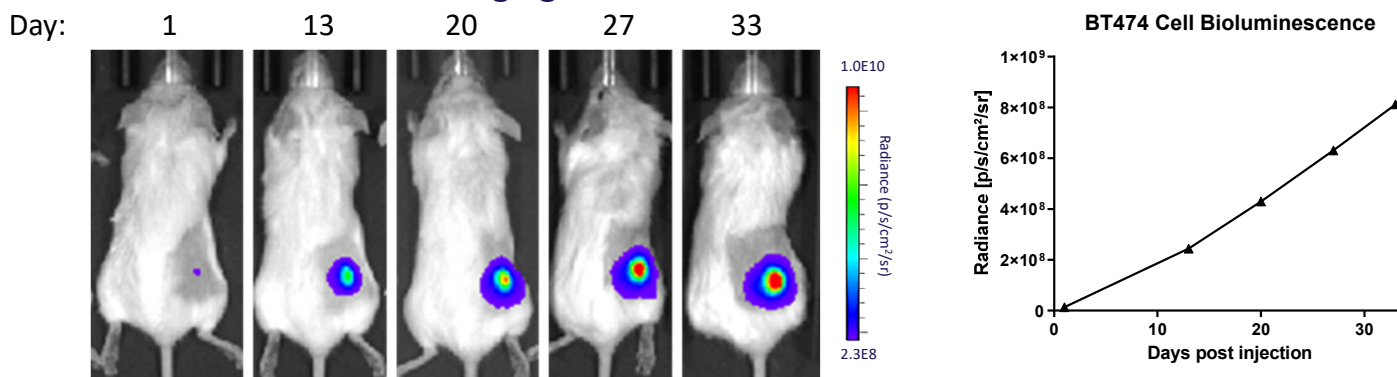 Day: 1 13 20 27 33
1.0E10
Radiance (p/s/cm²/sr)
2.3E8
BT474 Cell Bioluminescence
1×10⁹
8×10⁸
6×10⁸
4×10⁸
2×10⁸
0
Radiance [p/s/cm²/sr]
0 10 20 30
Days post injection